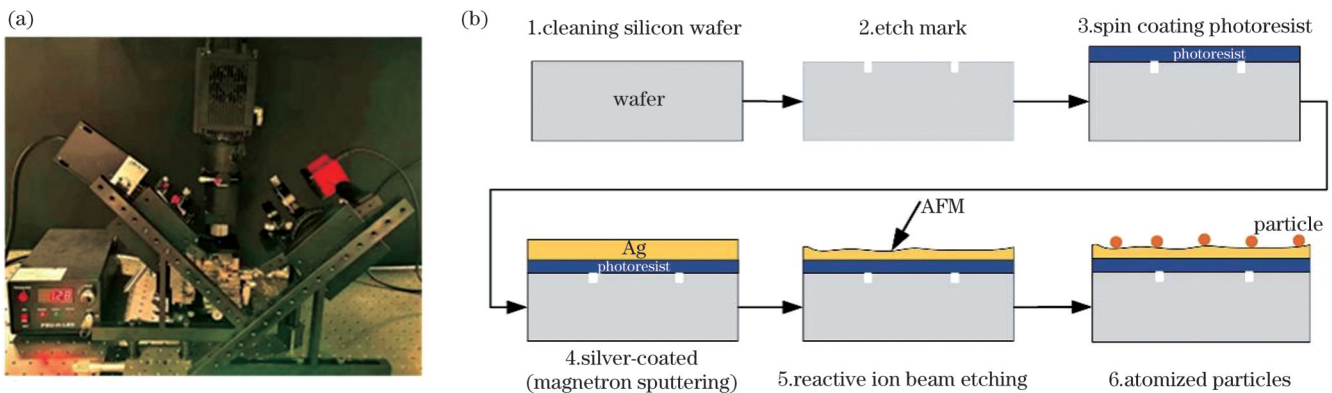 (a)
128
(b)
1.cleaning silicon wafer
2.etch mark
3.spin coating photoresist
wafer
photoresist
AFM
particle
Ag
photoresist
4.silver-coated
(magnetron sputtering)
5.reactive ion beam etching
6.atomized particles